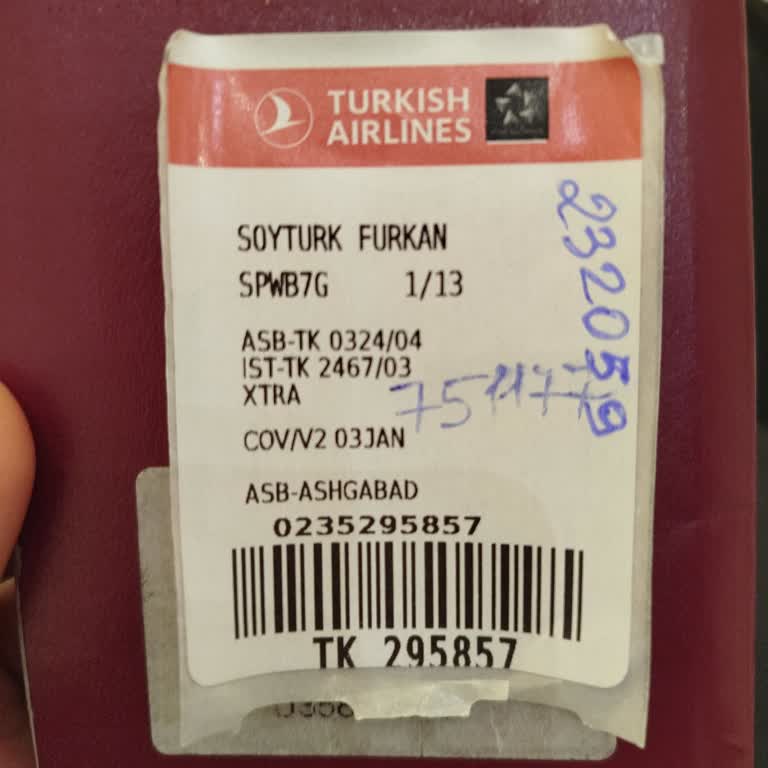 TURKISH
AIRLINES
SOYTURK FURKAN
SPWB7G 1/13
ASB-TK 0324/04
IST-TK 2467/03
XTRA
COV/V2 03JAN
ASB-ASHGABAD
0235295857
TK 295857
2320559